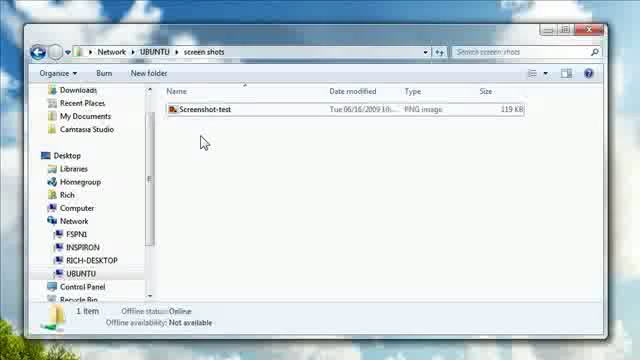 Network ▸ UBUNTU ▸ screen shots
Search screen shots
Organize Burn New folder
Name Date modified Type Size
Screenshot-test Tue 06/16/2009 10:... PNG image 119 KB
Downloads
Recent Places
My Documents
Camtasia Studio
Desktop
Libraries
Homegroup
Rich
Computer
Network
FSPN1
INSPIRON
RICH-DESKTOP
UBUNTU
Control Panel
Recycle Bin
1 item Offline status: Online
Offline availability: Not available